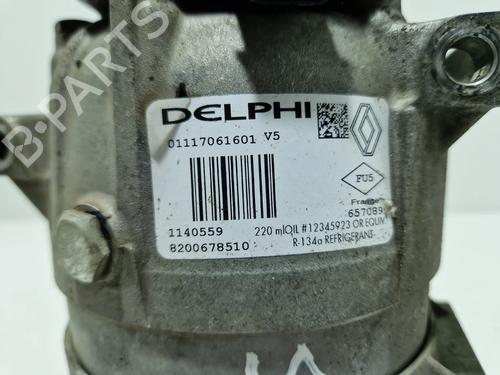 B-PARTS
DELPHI
01117061601 V5
FU5
France
657089
1140559
220 ml OIL #12345923 OR EQUIV
8200678510
R-134a REFRIGERANT